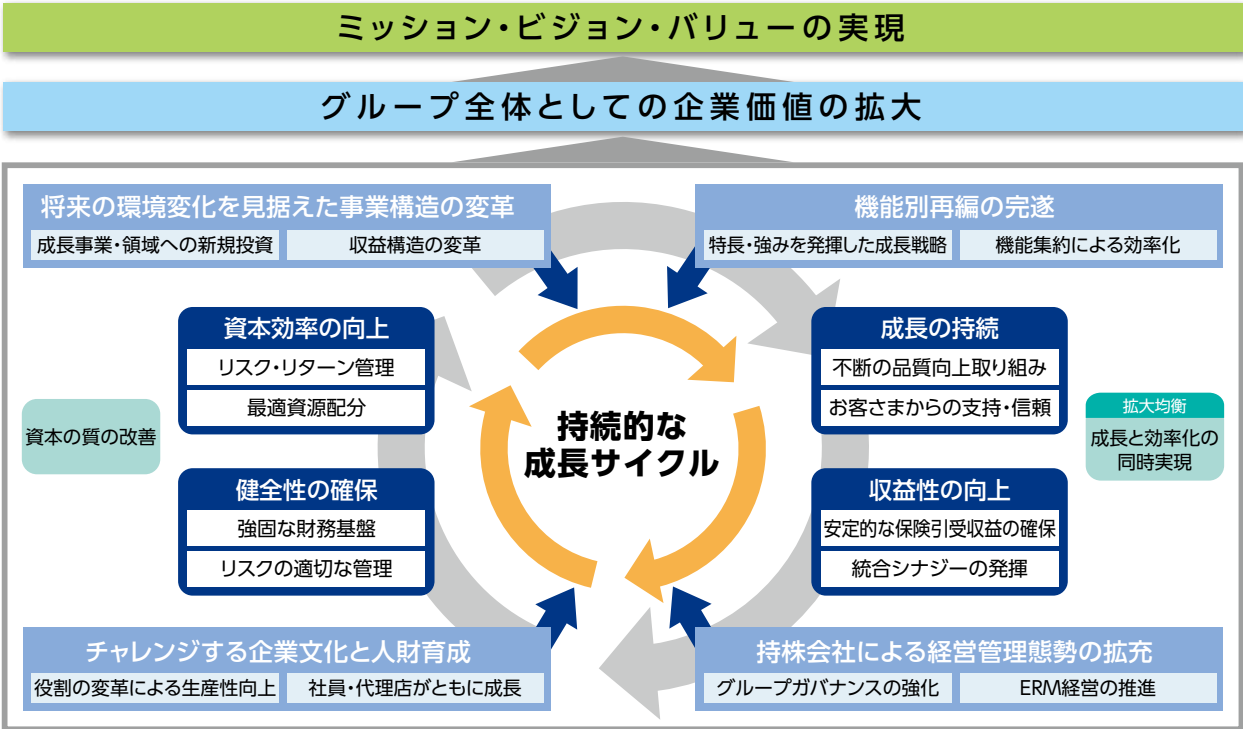 ミッション・ビジョン・バリューの実現
グループ全体としての企業価値の拡大
将来の環境変化を見据えた事業構造の変革
成長事業・領域への新規投資
収益構造の変革
機能別再編の完遂
特長・強みを発揮した成長戦略
機能集約による効率化
資本効率の向上
リスク・リターン管理
最適資源配分
成長の持続
不断の品質向上取り組み
お客さまからの支持・信頼
資本の質の改善
持続的な
成長サイクル
拡大均衡
成長と効率化の
同時実現
健全性の確保
強固な財務基盤
リスクの適切な管理
収益性の向上
安定的な保険引受収益の確保
統合シナジーの発揮
チャレンジする企業文化と人財育成
役割の変革による生産性向上
社員・代理店がともに成長
持株会社による経営管理態勢の拡充
グループガバナンスの強化
ERM経営の推進